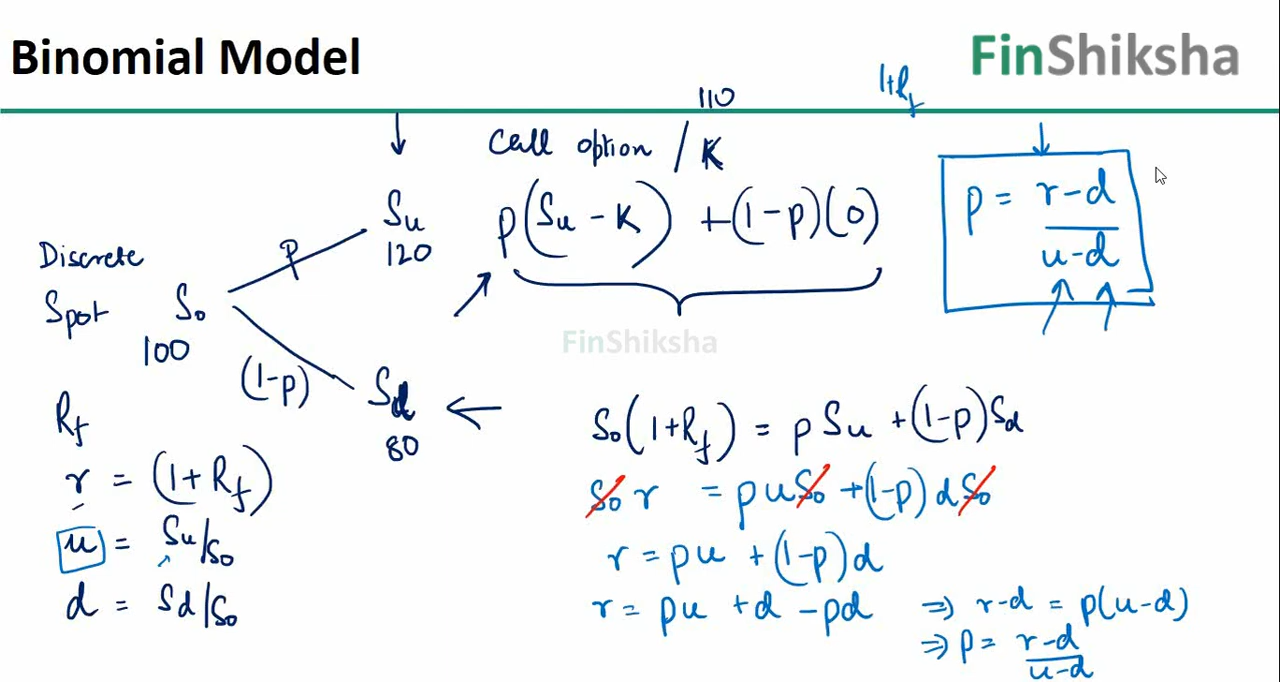 Binomial Model
FinShiksha
1+Rf
110
Call option / K
Su
120
p(Su - K) + (1-p)(0)
p = r-d / u-d
p
Discrete
Spot S₀
100
(1-p)
Sd
80
FinShiksha
Rf
r = (1 + Rf)
u = Su/S₀
d = Sd/S₀
S₀(1+Rf) = p Su + (1-p)Sd
S₀ r = p u S₀ + (1-p) d S₀
r = pu + (1-p)d
r = pu + d - pd ⇒ r-d = p(u-d)
⇒ p = r-d / u-d